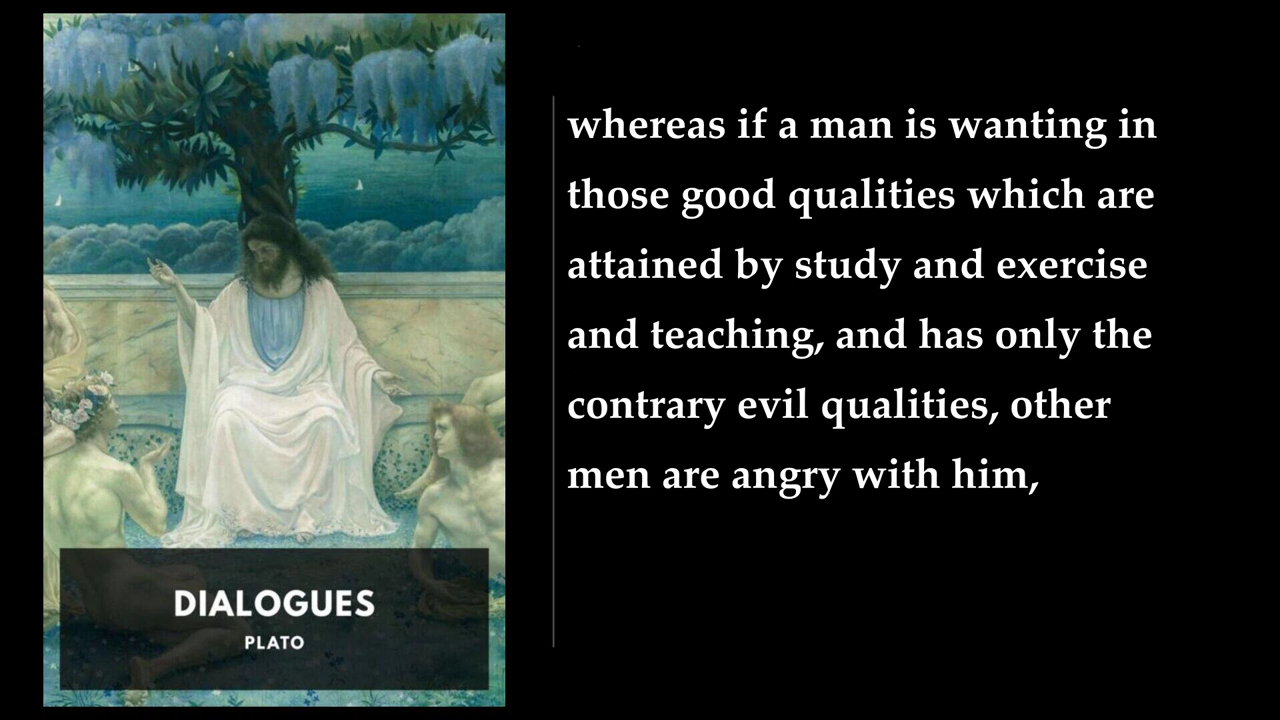 DIALOGUES
PLATO
whereas if a man is wanting in
those good qualities which are
attained by study and exercise
and teaching, and has only the
contrary evil qualities, other
men are angry with him,